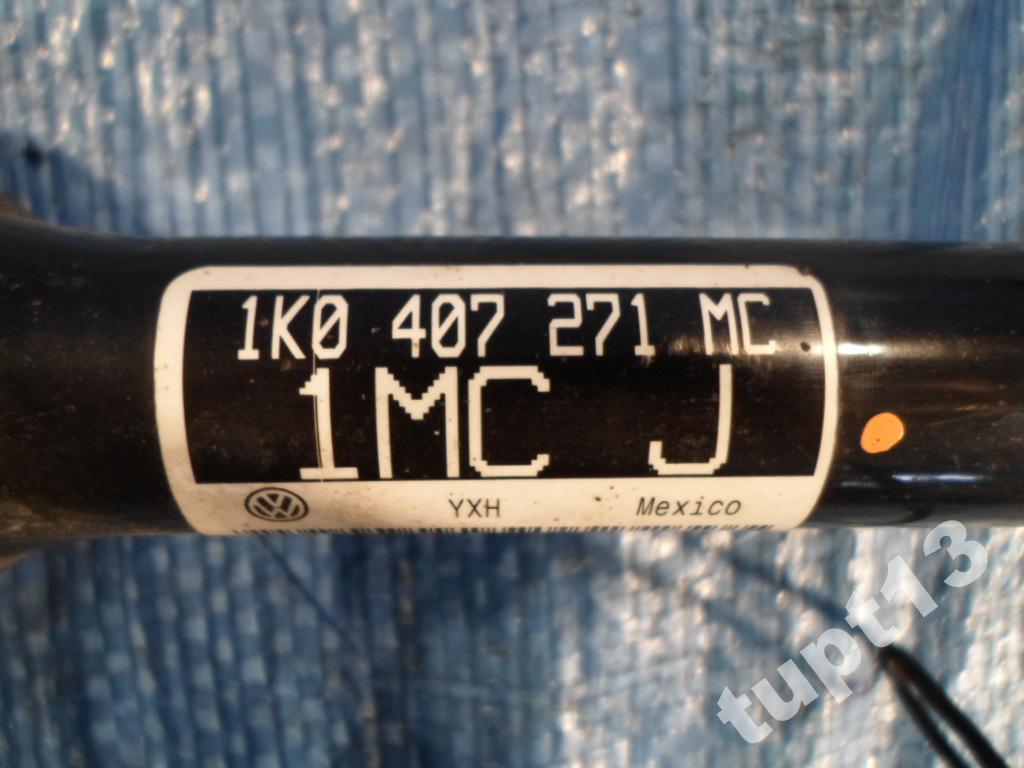 1K0 407 271 MC
1MC J
YXH Mexico
tupt13